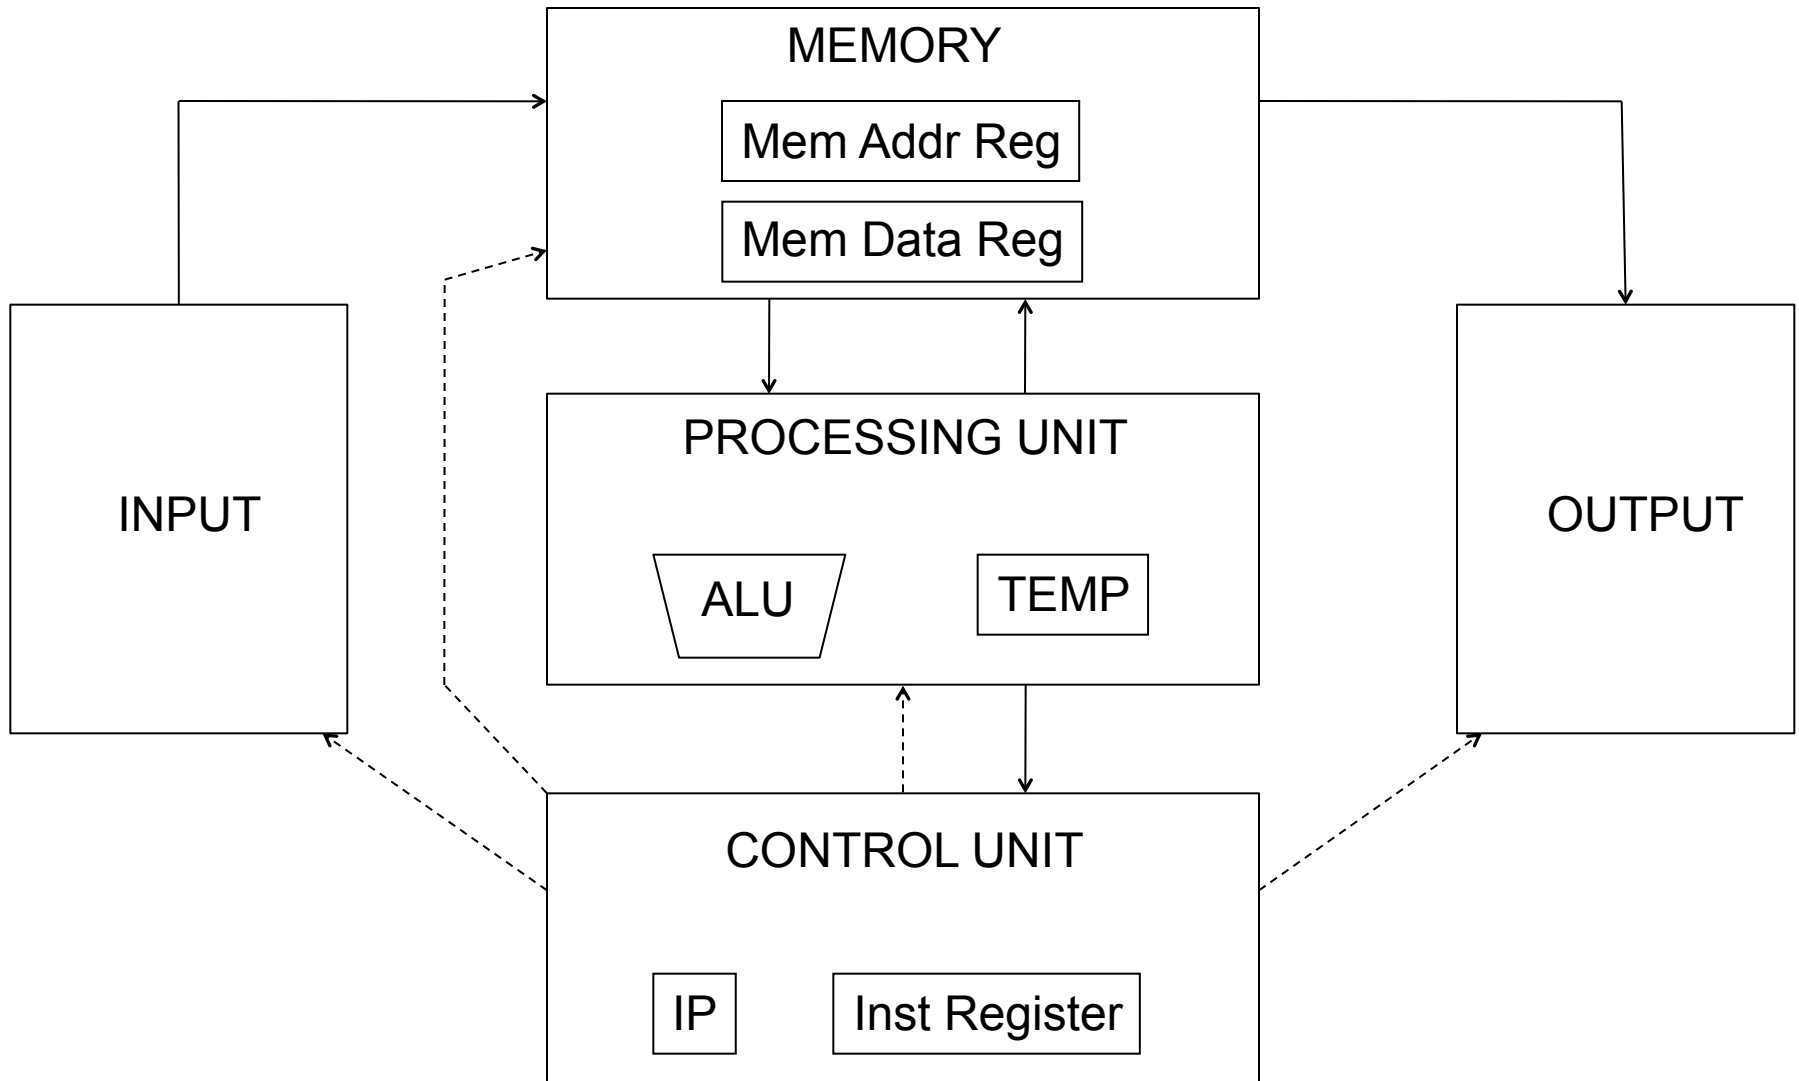 MEMORY
Mem Addr Reg
Mem Data Reg
PROCESSING UNIT
INPUT
OUTPUT
ALU
TEMP
CONTROL UNIT
IP
Inst Register